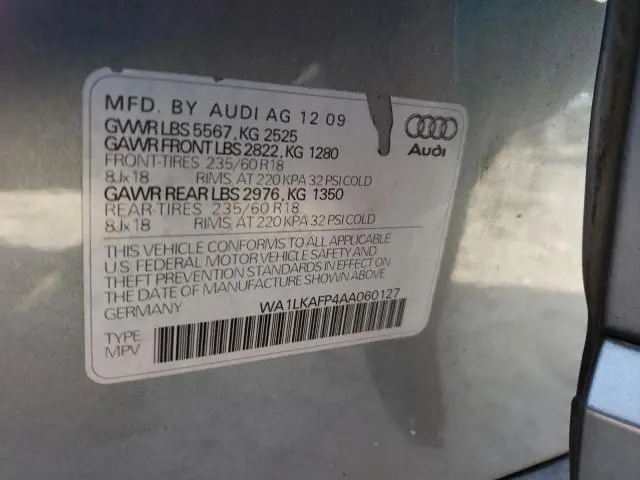 MFD. BY AUDI AG 12 09
GVWR LBS 5567, KG 2525
GAWR FRONT LBS 2822, KG 1280
FRONT-TIRES 235/60 R18
8Jx18 RIMS, AT 220 KPA 32 PSI COLD
GAWR REAR LBS 2976, KG 1350
REAR-TIRES 235/60 R18
8Jx18 RIMS, AT 220 KPA 32 PSI COLD
Audi
THIS VEHICLE CONFORMS TO ALL APPLICABLE
U S FEDERAL MOTOR VEHICLE SAFETY AND
THEFT PREVENTION STANDARDS IN EFFECT ON
THE DATE OF MANUFACTURE SHOWN ABOVE.
GERMANY WA1LKAFP4AA060127
TYPE
MPV